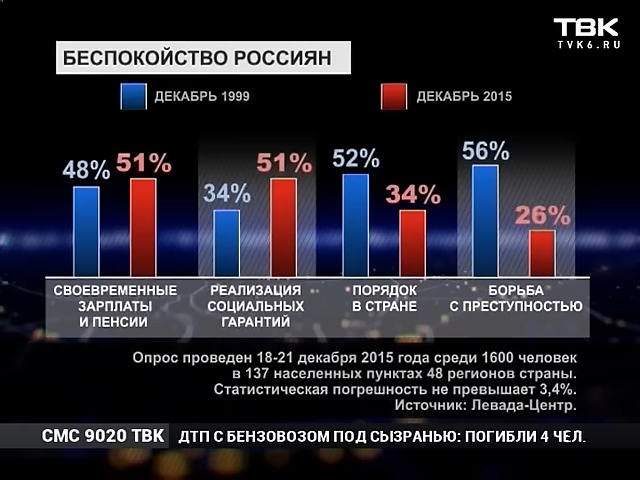 ТВК
TVK6.RU
БЕСПОКОЙСТВО РОССИЯН
ДЕКАБРЬ 1999
ДЕКАБРЬ 2015
48%
51%
34%
51%
52%
34%
56%
26%
СВОЕВРЕМЕННЫЕ
ЗАРПЛАТЫ
И ПЕНСИИ
РЕАЛИЗАЦИЯ
СОЦИАЛЬНЫХ
ГАРАНТИЙ
ПОРЯДОК
В СТРАНЕ
БОРЬБА
С ПРЕСТУПНОСТЬЮ
Опрос проведен 18-21 декабря 2015 года среди 1600 человек
в 137 населенных пунктах 48 регионов страны.
Статистическая погрешность не превышает 3,4%.
Источник: Левада-Центр.
СМС 9020 ТВК ДТП С БЕНЗОВОЗОМ ПОД СЫЗРАНЬЮ: ПОГИБЛИ 4 ЧЕЛ.